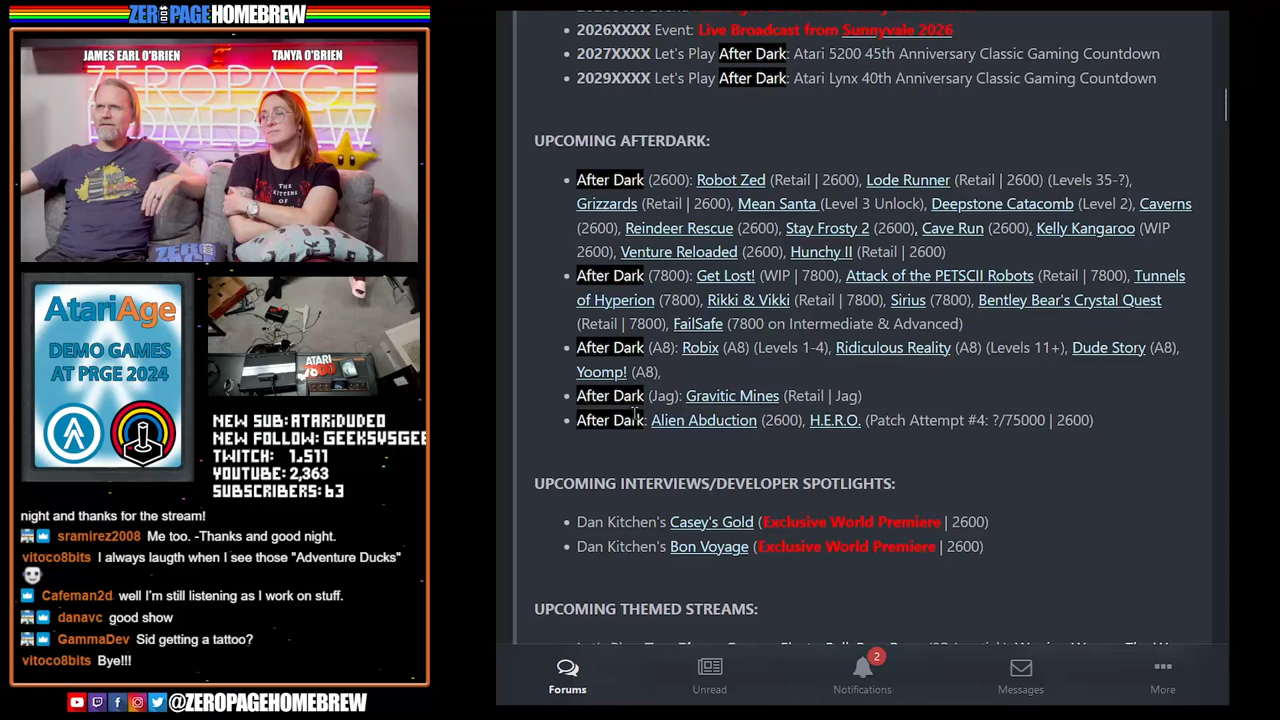 ZERO PAGE HOMEBREW
JAMES EARL O'BRIEN
TANYA O'BRIEN
ZEROPAGE
HOMEBREW
THE
KITTENS
OF
AtariAge
DEMO GAMES
AT PRGE 2024
ATARI
7800
NEW SUB: ATARIDUDEO
NEW FOLLOW: GEEKSYSGEE
TWITCH: 1,511
YOUTUBE: 2,363
SUBSCRIBERS: 63
night and thanks for the stream!
sramirez2008 Me too. -Thanks and good night.
vitoco8bits I always laugth when I see those "Adventure Ducks"
Cafeman2d well I'm still listening as I work on stuff.
danavc good show
GammaDev Sid getting a tattoo?
vitoco8bits Bye!!!
@ZEROPAGEHOMEBREW
2026XXXX Event: Live Broadcast from Sunnyvale 2026
2027XXXX Let's Play After Dark: Atari 5200 45th Anniversary Classic Gaming Countdown
2029XXXX Let's Play After Dark: Atari Lynx 40th Anniversary Classic Gaming Countdown
UPCOMING AFTERDARK:
After Dark (2600): Robot Zed (Retail | 2600), Lode Runner (Retail | 2600) (Levels 35-?),
Grizzards (Retail | 2600), Mean Santa (Level 3 Unlock), Deepstone Catacomb (Level 2), Caverns
(2600), Reindeer Rescue (2600), Stay Frosty 2 (2600), Cave Run (2600), Kelly Kangaroo (WIP
2600), Venture Reloaded (2600), Hunchy II (Retail | 2600)
After Dark (7800): Get Lost! (WIP | 7800), Attack of the PETSCII Robots (Retail | 7800), Tunnels
of Hyperion (7800), Rikki & Vikki (Retail | 7800), Sirius (7800), Bentley Bear's Crystal Quest
(Retail | 7800), FailSafe (7800 on Intermediate & Advanced)
After Dark (A8): Robix (A8) (Levels 1-4), Ridiculous Reality (A8) (Levels 11+), Dude Story (A8),
Yoomp! (A8),
After Dark (Jag): Gravitic Mines (Retail | Jag)
After Dark: Alien Abduction (2600), H.E.R.O. (Patch Attempt #4: ?/75000 | 2600)
UPCOMING INTERVIEWS/DEVELOPER SPOTLIGHTS:
Dan Kitchen's Casey's Gold (Exclusive World Premiere | 2600)
Dan Kitchen's Bon Voyage (Exclusive World Premiere | 2600)
UPCOMING THEMED STREAMS:
Forums
Unread
2
Notifications
Messages
More